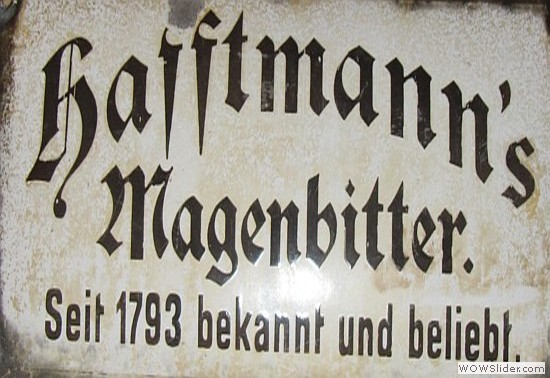 Hafftmann's
Magenbitter.
Seit 1793 bekannt und beliebt.
WOWSlider.com